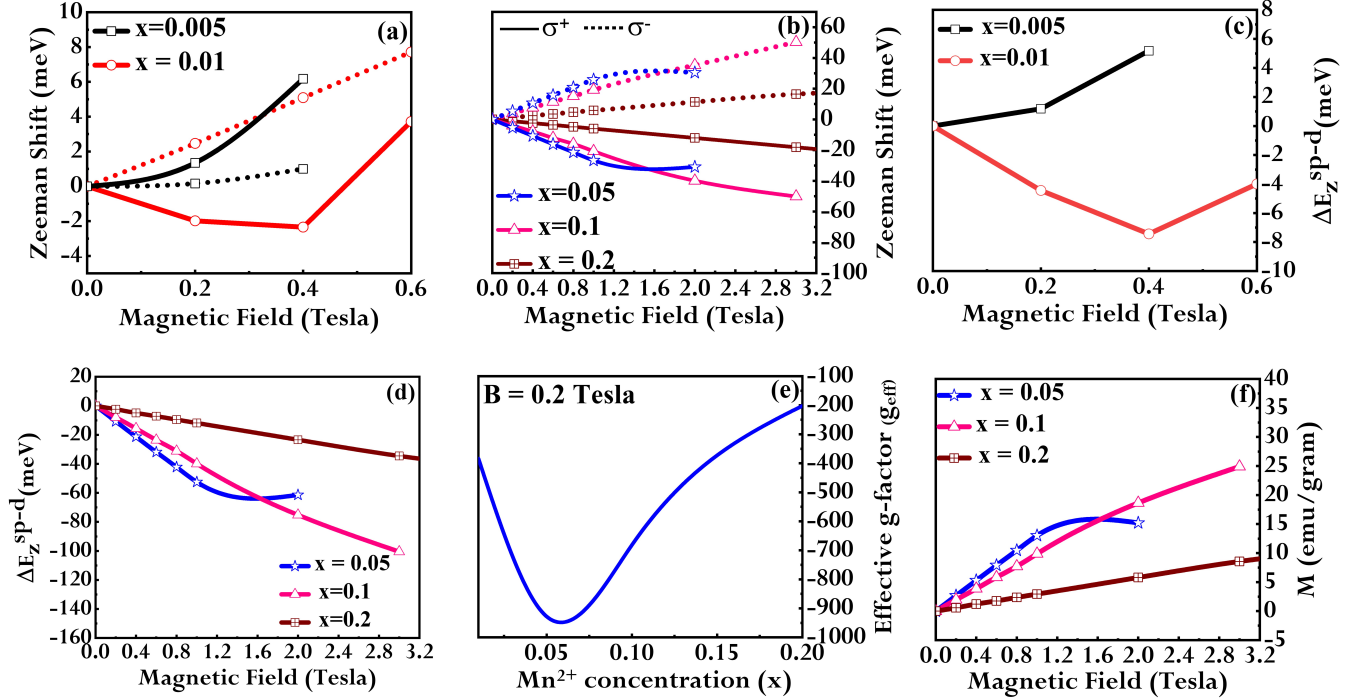 (a)
x=0.005
x = 0.01
Zeeman Shift (meV)
10
8
6
4
2
0
−2
−4
0.0 0.2 0.4 0.6
Magnetic Field (Tesla)
(b)
σ+ σ-
x=0.05
x=0.1
x = 0.2
60
40
20
0
−20
−40
−60
−80
−100
Zeeman Shift (meV)
0.0 0.4 0.8 1.2 1.6 2.0 2.4 2.8 3.2
Magnetic Field (Tesla)
(c)
x=0.005
x=0.01
8
6
4
2
0
−2
−4
−6
−8
−10
ΔEZsp-d(meV)
0.0 0.2 0.4 0.6
Magnetic Field (Tesla)
(d)
ΔEZsp-d(meV)
20
0
−20
−40
−60
−80
−100
−120
−140
−160
x = 0.05
x=0.1
x=0.2
0.0 0.4 0.8 1.2 1.6 2.0 2.4 2.8 3.2
Magnetic Field (Tesla)
B = 0.2 Tesla
(e)
−100
−200
−300
−400
−500
−600
−700
−800
−900
−1000
Effective g-factor (geff)
0.05 0.10 0.15 0.20
Mn2+ concentration (x)
(f)
x = 0.05
x = 0.1
x = 0.2
40
35
30
25
20
15
10
5
0
−5
M (emu/gram)
0.0 0.4 0.8 1.2 1.6 2.0 2.4 2.8 3.2
Magnetic Field (Tesla)